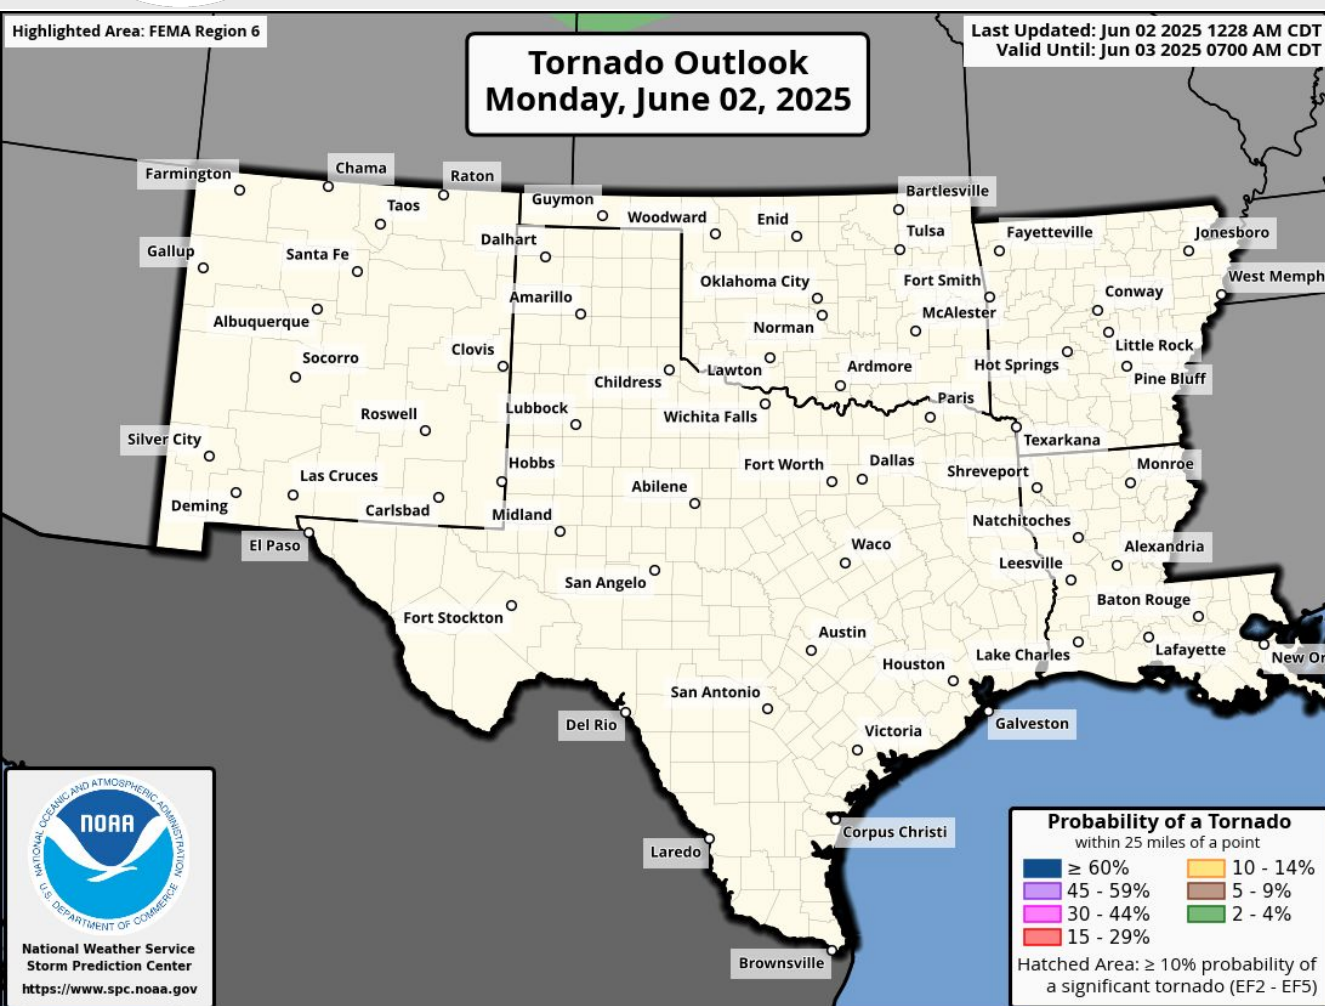 Highlighted Area: FEMA Region 6
Last Updated: Jun 02 2025 1228 AM CDT
Valid Until: Jun 03 2025 0700 AM CDT
Tornado Outlook
Monday, June 02, 2025
Farmington
Chama
Raton
Taos
Guymon
Woodward
Enid
Bartlesville
Tulsa
Fayetteville
Jonesboro
Gallup
Santa Fe
Dalhart
Oklahoma City
Fort Smith
Conway
West Memph
Albuquerque
Amarillo
Norman
McAlester
Little Rock
Socorro
Clovis
Childress
Lawton
Ardmore
Hot Springs
Pine Bluff
Roswell
Lubbock
Wichita Falls
Paris
Texarkana
Silver City
Las Cruces
Hobbs
Fort Worth
Dallas
Shreveport
Monroe
Deming
Carlsbad
Midland
Abilene
Natchitoches
El Paso
San Angelo
Waco
Leesville
Alexandria
Fort Stockton
Baton Rouge
Austin
Houston
Lake Charles
Lafayette
New Or
San Antonio
Del Rio
Victoria
Galveston
Laredo
Corpus Christi
Brownsville
NATIONAL OCEANIC AND ATMOSPHERIC ADMINISTRATION
NOAA
U.S. DEPARTMENT OF COMMERCE
National Weather Service
Storm Prediction Center
https://www.spc.noaa.gov
Probability of a Tornado
within 25 miles of a point
≥ 60%
45 - 59%
30 - 44%
15 - 29%
10 - 14%
5 - 9%
2 - 4%
Hatched Area: ≥ 10% probability of
a significant tornado (EF2 - EF5)